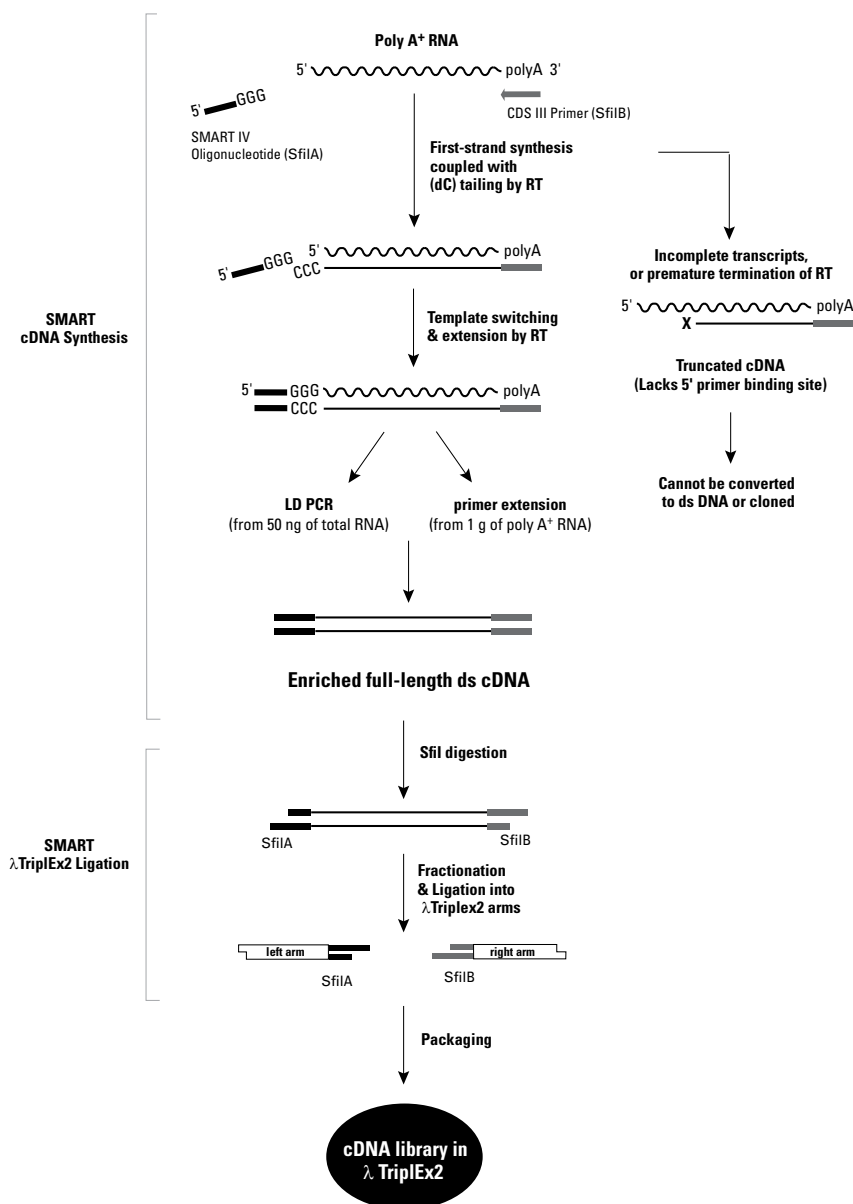 Poly A+ RNA
5' polyA 3'
5' GGG
CDS III Primer (SfiIB)
SMART IV
Oligonucleotide (SfiIA)
First-strand synthesis
coupled with
(dC) tailing by RT
5' polyA
5' GGG CCC
Incomplete transcripts,
or premature termination of RT
5' polyA
X
SMART
cDNA Synthesis
Template switching
& extension by RT
Truncated cDNA
(Lacks 5' primer binding site)
5' GGG polyA
CCC
Cannot be converted
to ds DNA or cloned
LD PCR
(from 50 ng of total RNA)
primer extension
(from 1 g of poly A+ RNA)
Enriched full-length ds cDNA
SfiI digestion
SfiIA SfiIB
SMART
λTriplEx2 Ligation
Fractionation
& Ligation into
λTriplex2 arms
left arm right arm
SfiIA SfiIB
Packaging
cDNA library in
λ TriplEx2